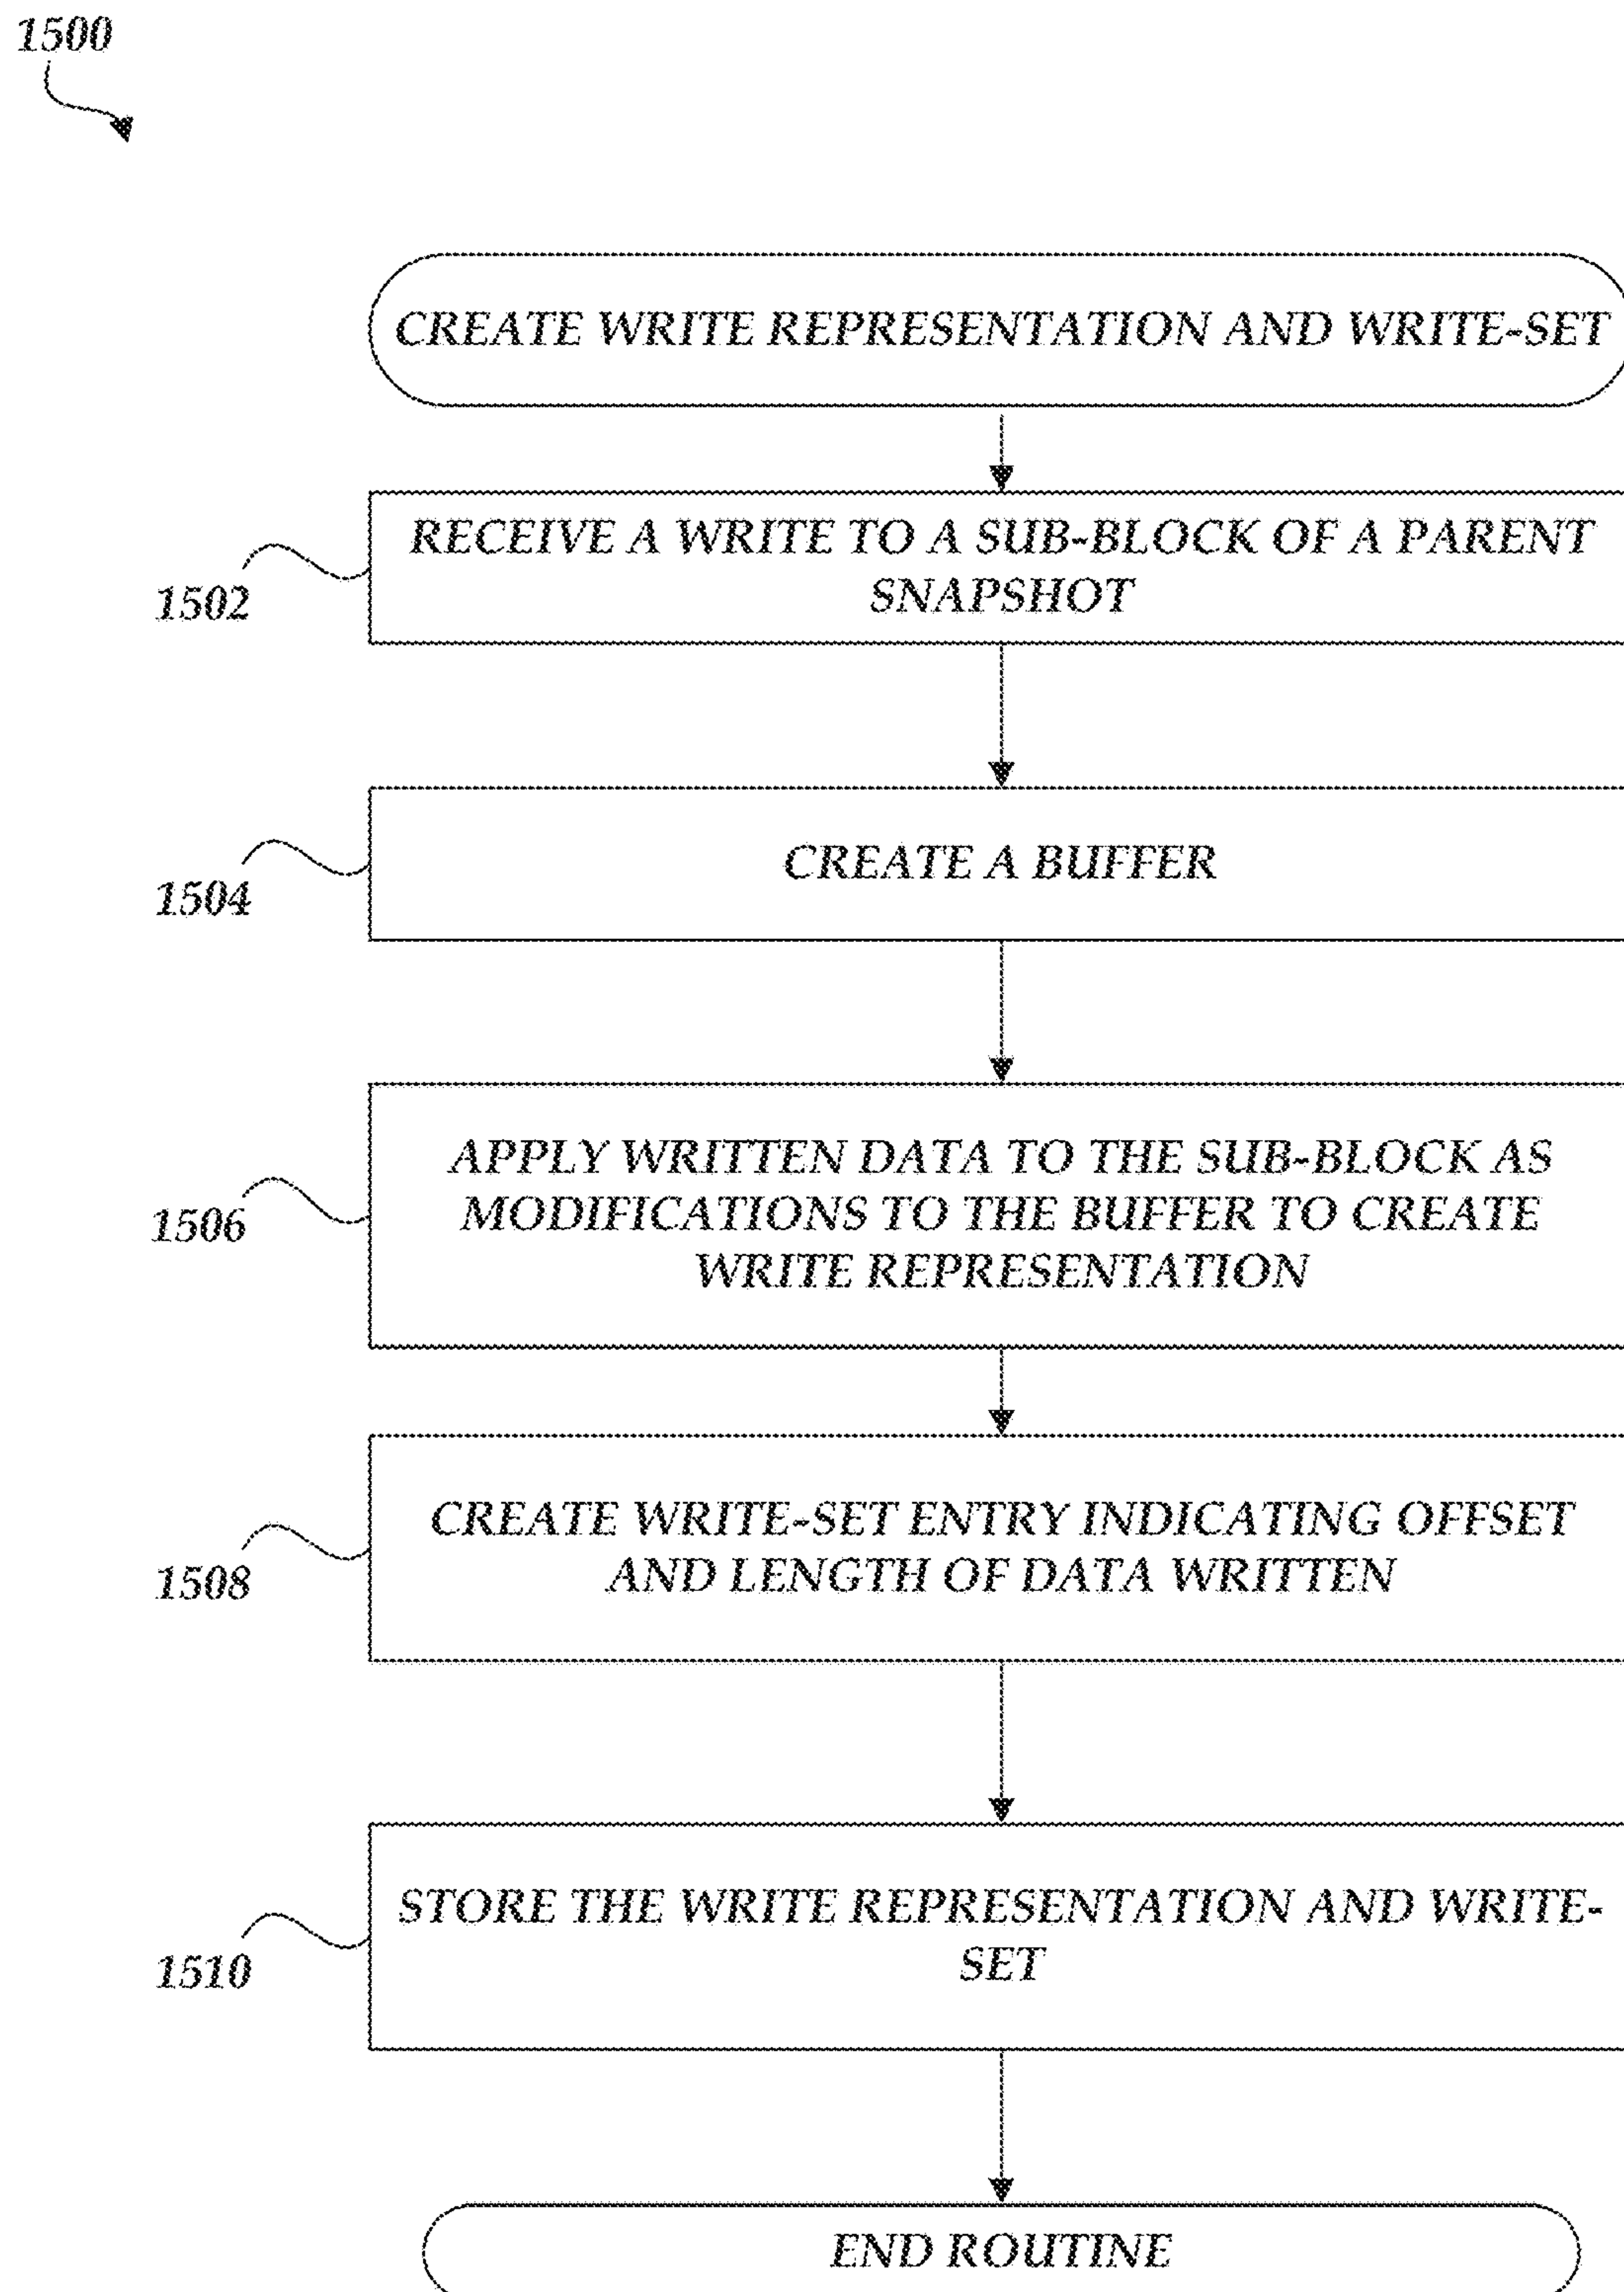 1500
CREATE WRITE REPRESENTATION AND WRITE-SET
RECEIVE A WRITE TO A SUB-BLOCK OF A PARENT
SNAPSHOT
1502
CREATE A BUFFER
1504
APPLY WRITTEN DATA TO THE SUB-BLOCK AS
MODIFICATIONS TO THE BUFFER TO CREATE
WRITE REPRESENTATION
1506
CREATE WRITE-SET ENTRY INDICATING OFFSET
AND LENGTH OF DATA WRITTEN
1508
STORE THE WRITE REPRESENTATION AND WRITE-
SET
1510
END ROUTINE